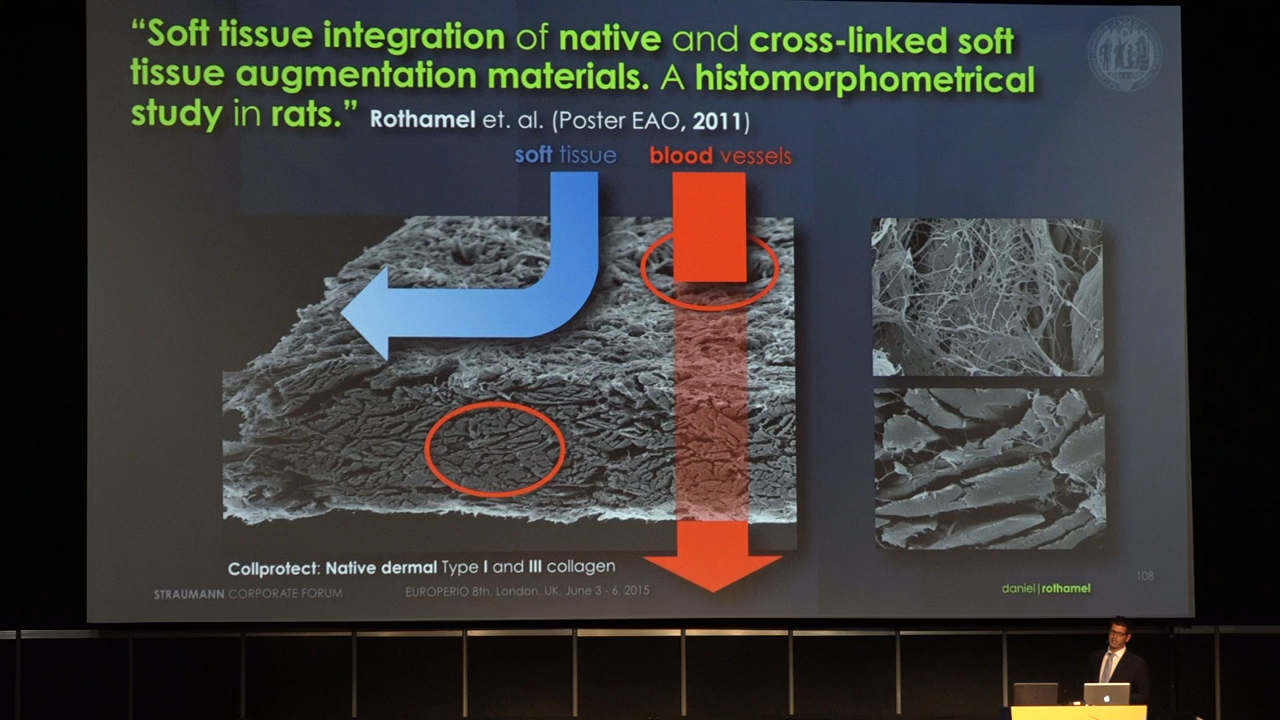 “Soft tissue integration of native and cross-linked soft
tissue augmentation materials. A histomorphometrical
study in rats.” Rothamel et. al. (Poster EAO, 2011)
soft tissue blood vessels
Collprotect: Native dermal Type I and III collagen
STRAUMANN CORPORATE FORUM EUROPERIO 8th, London, UK, June 3 - 6, 2015
daniel|rothamel
108